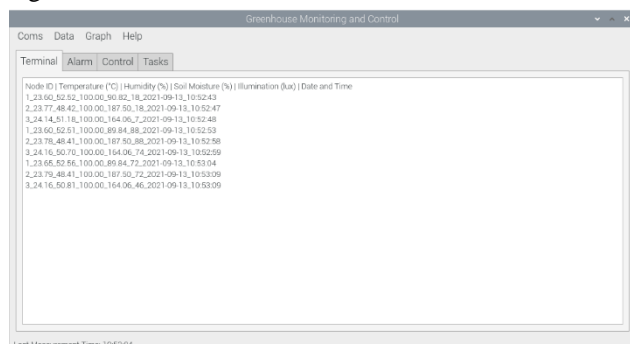 Greenhouse Monitoring and Control
Coms Data Graph Help
Terminal Alarm Control Tasks
Node ID | Temperature (°C) | Humidity (%) | Soil Moisture (%) | Illumination (lux) | Date and Time
1_23.60_52.52_100.00_90.82_18_2021-09-13_10:52:43
2_23.77_48.42_100.00_187.50_18_2021-09-13_10:52:47
3_24.14_51.18_100.00_164.06_7_2021-09-13_10:52:48
1_23.60_52.51_100.00_89.84_88_2021-09-13_10:52:53
2_23.78_48.41_100.00_187.50_88_2021-09-13_10:52:58
3_24.16_50.70_100.00_164.06_74_2021-09-13_10:52:59
1_23.65_52.56_100.00_89.84_72_2021-09-13_10:53:04
2_23.79_48.41_100.00_187.50_72_2021-09-13_10:53:09
3_24.16_50.81_100.00_164.06_46_2021-09-13_10:53:09
Last Measurement Time: